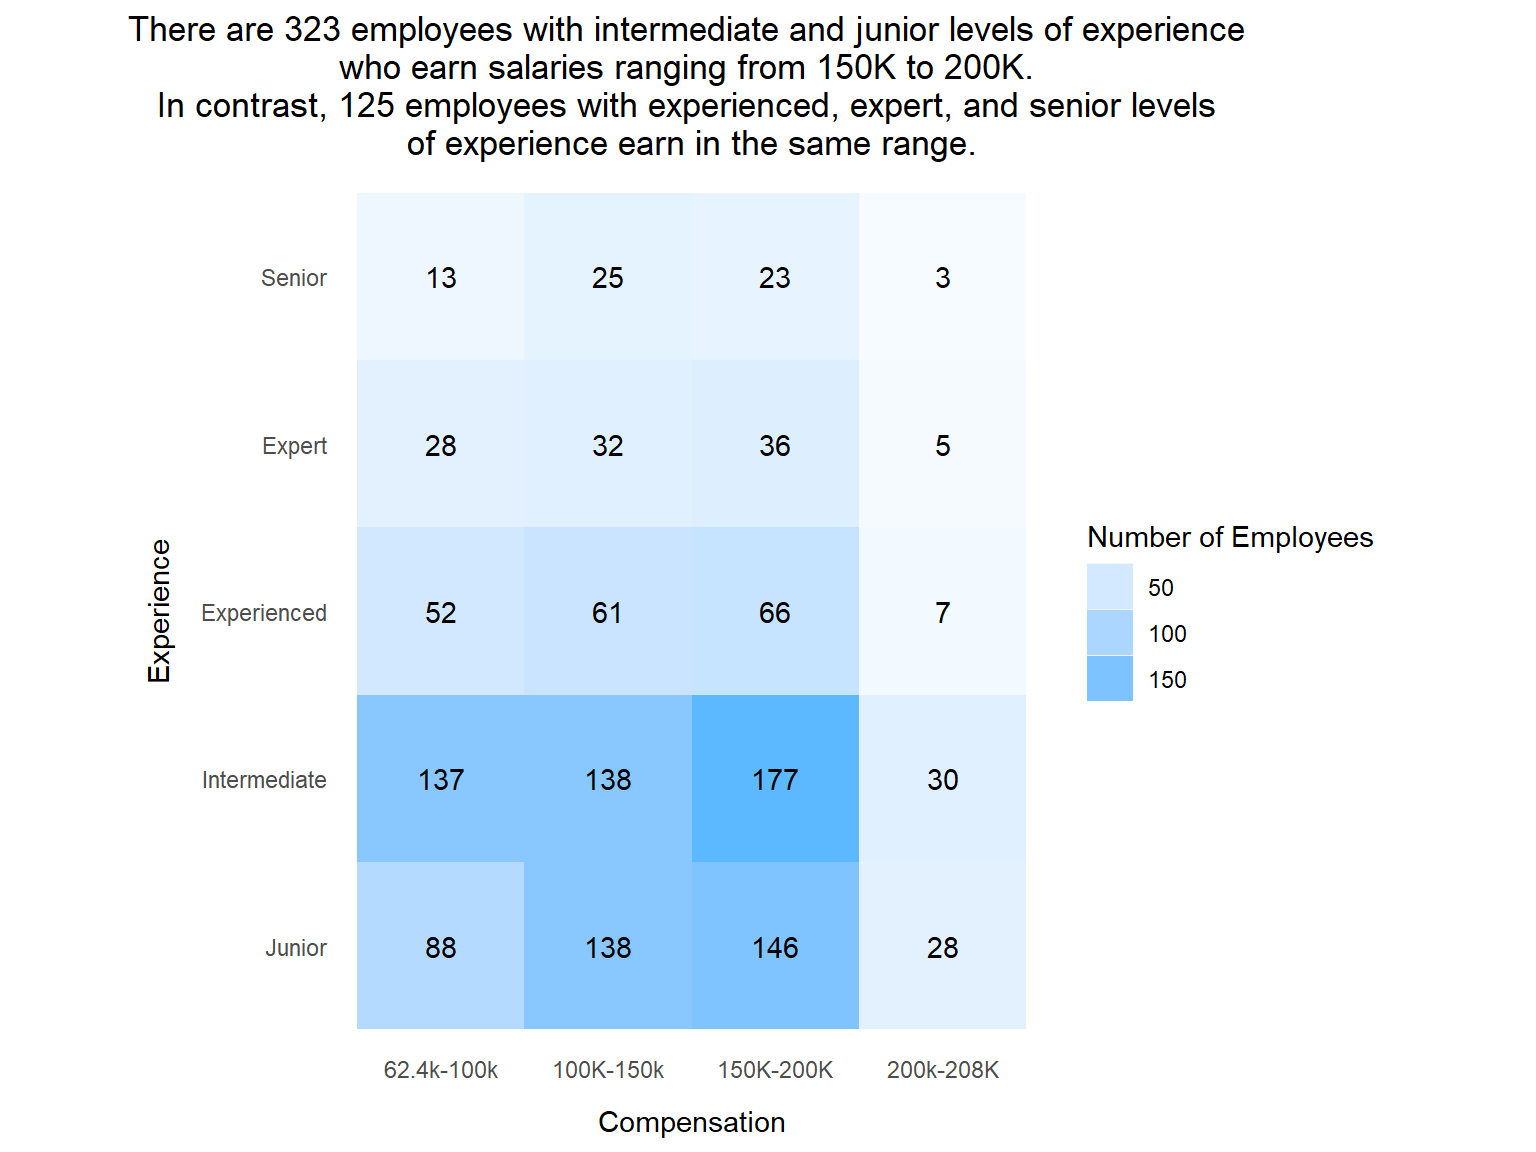 There are 323 employees with intermediate and junior levels of experience
who earn salaries ranging from 150K to 200K.
In contrast, 125 employees with experienced, expert, and senior levels
of experience earn in the same range.
Senior 13 25 23 3
Expert 28 32 36 5
Experienced 52 61 66 7
Intermediate 137 138 177 30
Junior 88 138 146 28
62.4k-100k 100K-150k 150K-200K 200k-208K
Compensation
Experience
Number of Employees
50
100
150